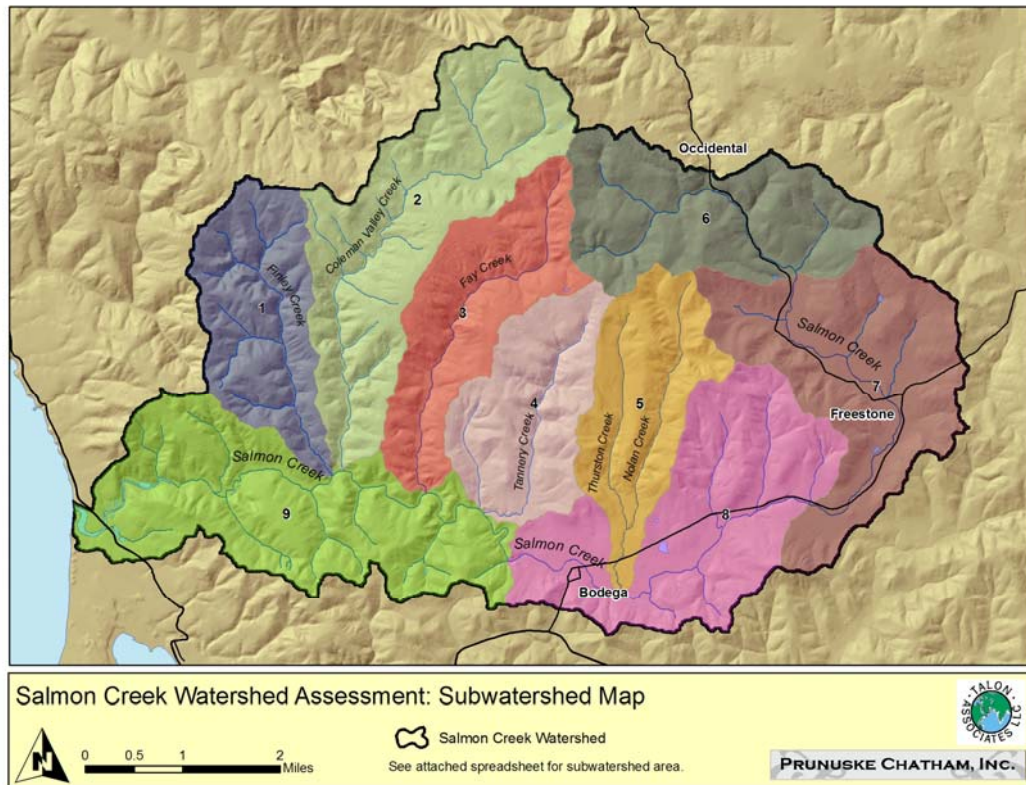 Occidental
2
Coleman Valley Creek
6
Fay Creek
Finley Creek
1
3
Salmon Creek
7
4
5
Freestone
Tannery Creek
Thurston Creek
Nolan Creek
Salmon Creek
9
8
Salmon Creek
Bodega
Salmon Creek Watershed Assessment: Subwatershed Map
N
0 0.5 1 2
Miles
Salmon Creek Watershed
See attached spreadsheet for subwatershed area.
TALON
ASSOCIATES LLC
PRUNUSKE CHATHAM, INC.